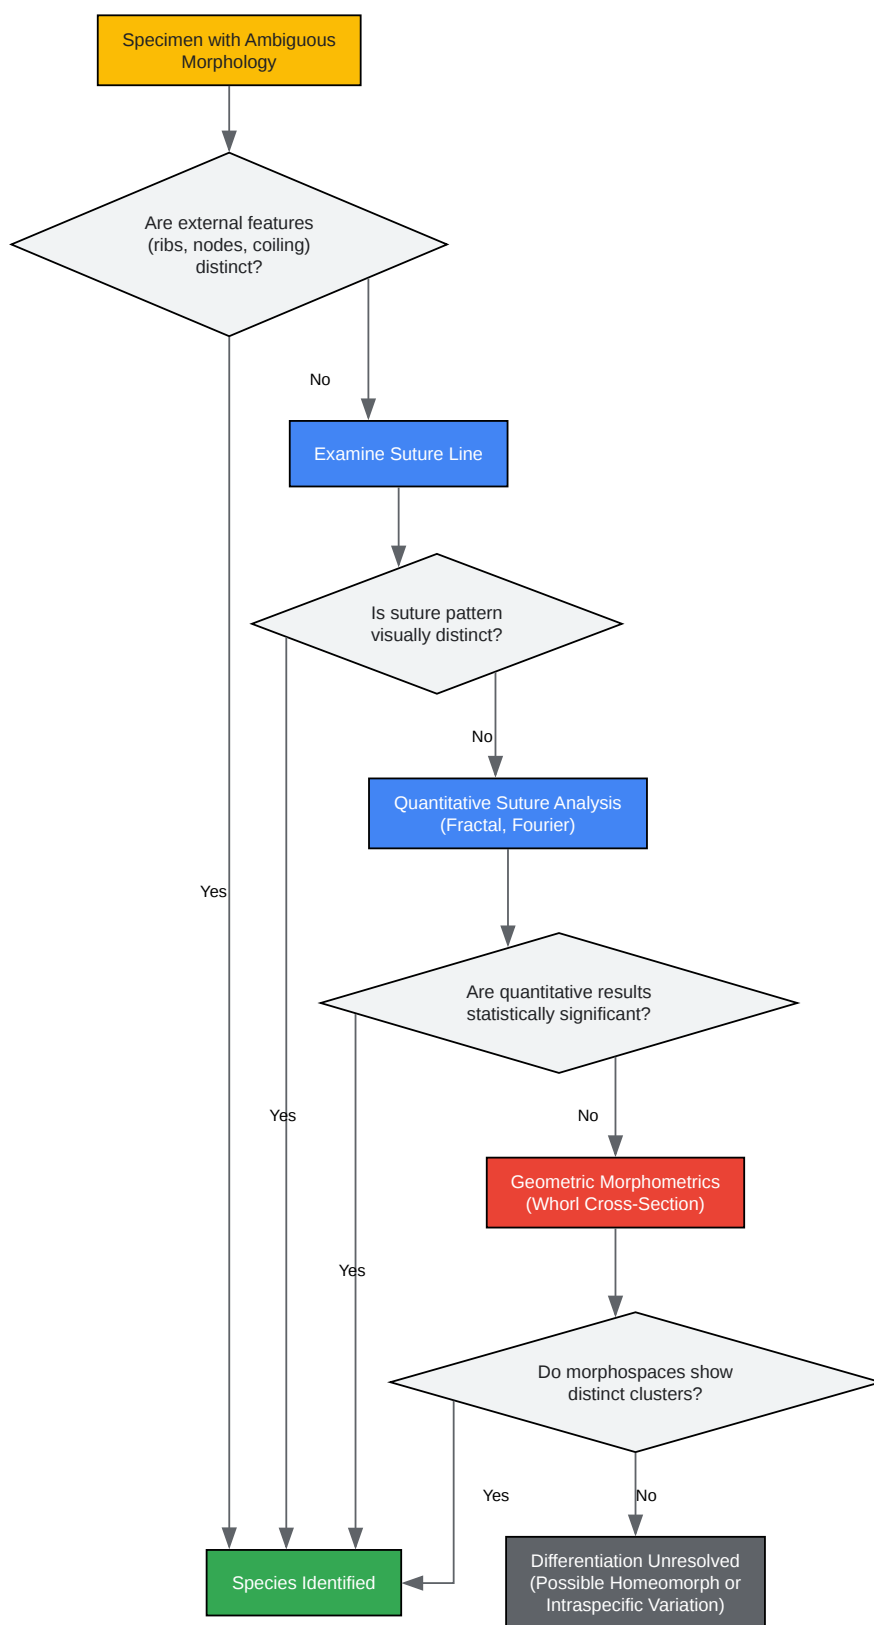 Specimen with Ambiguous
Morphology
Are external features
(ribs, nodes, coiling)
distinct?
No
Examine Suture Line
Is suture pattern
visually distinct?
No
Quantitative Suture Analysis
(Fractal, Fourier)
Yes
Are quantitative results
statistically significant?
Yes
No
Geometric Morphometrics
(Whorl Cross-Section)
Yes
Do morphospaces show
distinct clusters?
Yes
No
Species Identified
Differentiation Unresolved
(Possible Homeomorph or
Intraspecific Variation)